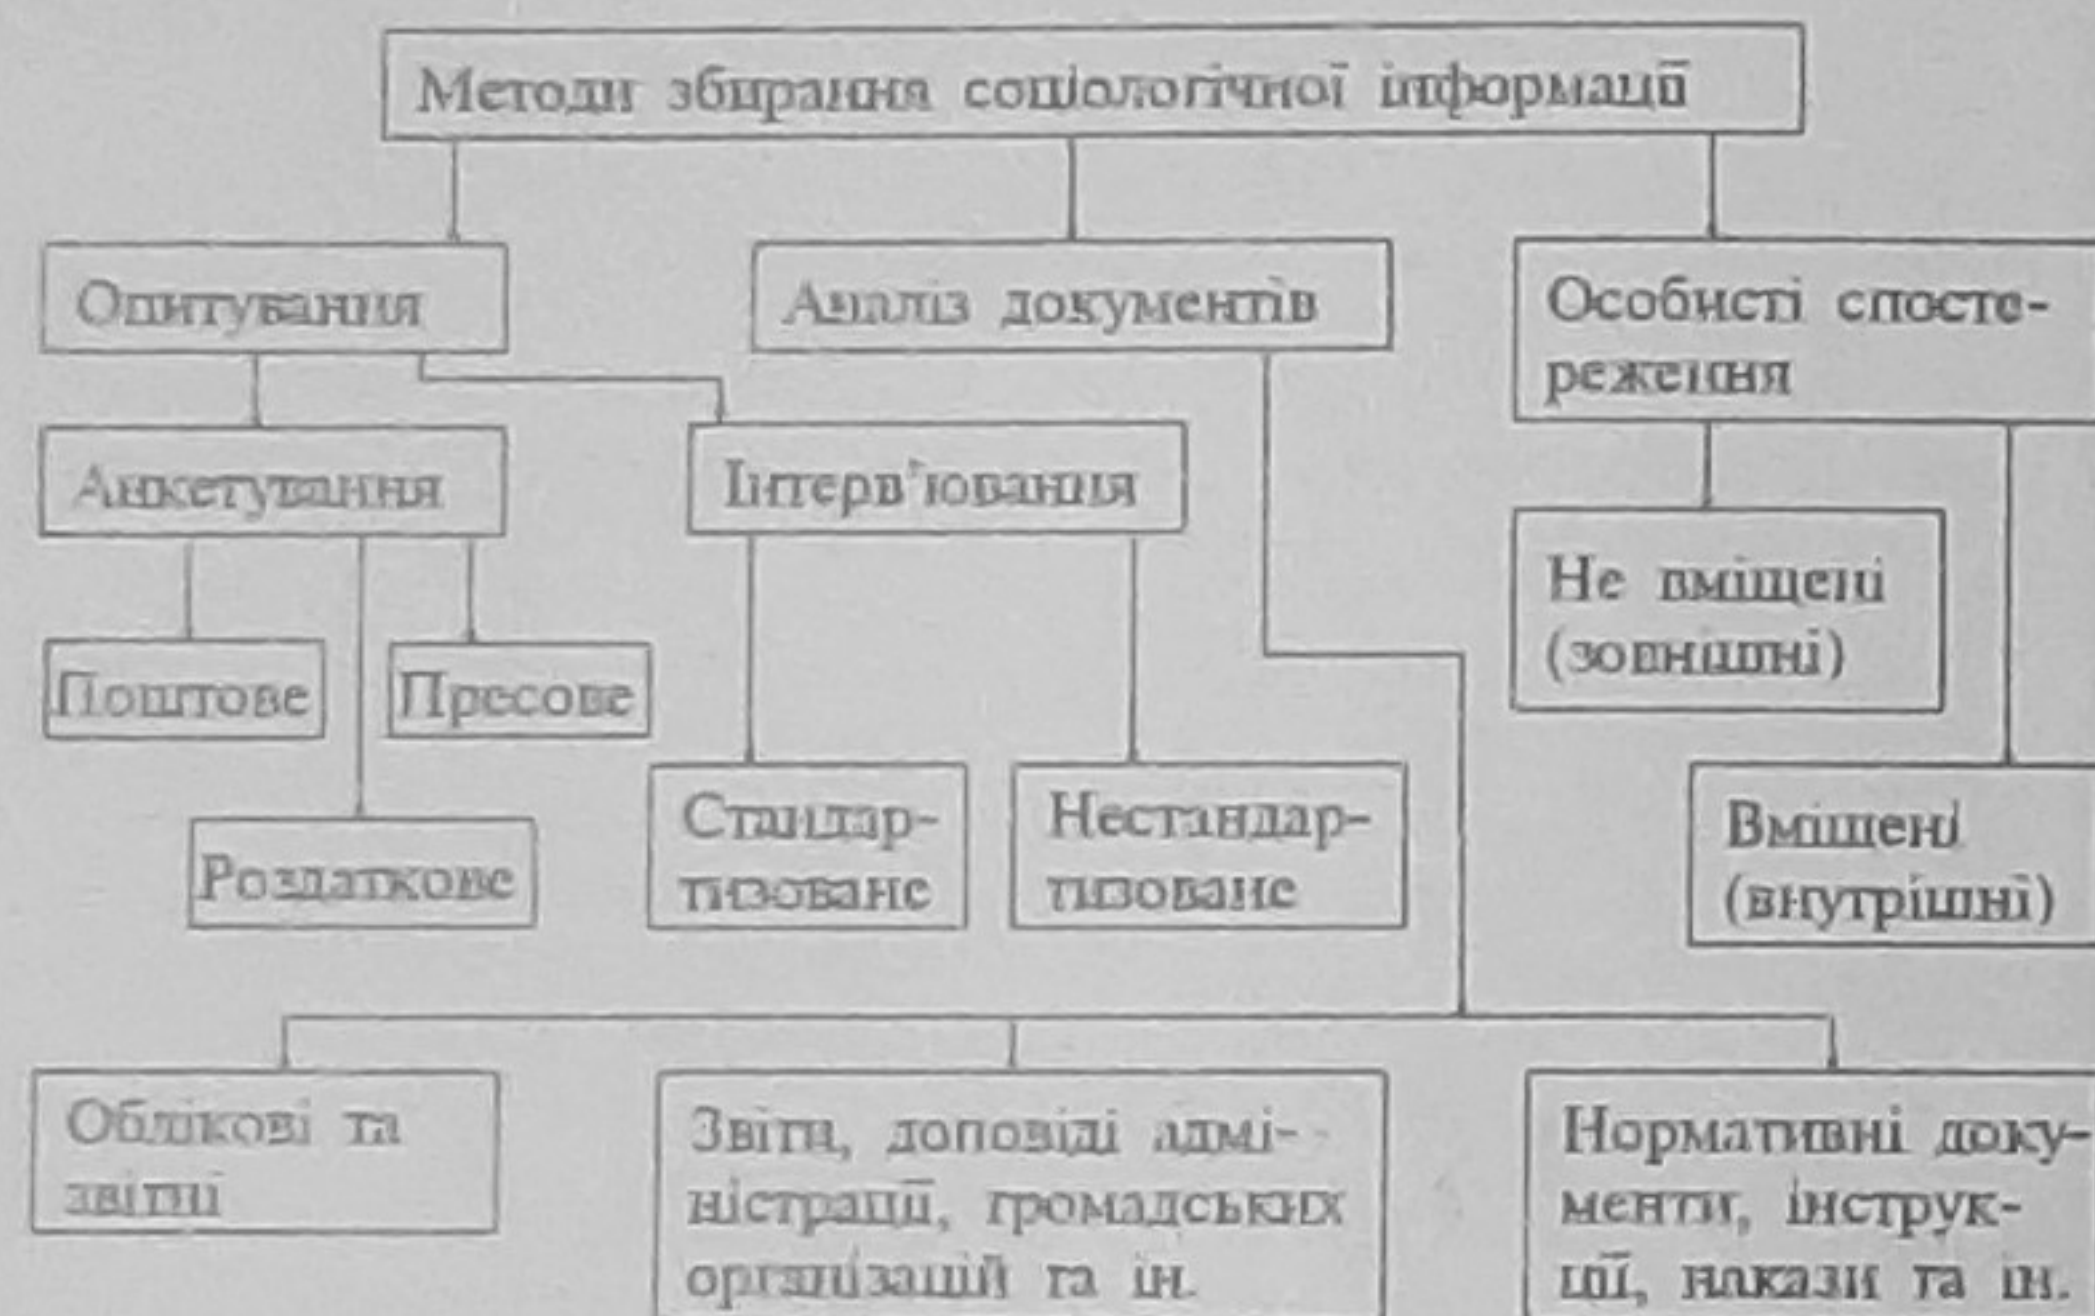 Методи збирання соціологічної інформації
Опитування
Аналіз документів
Особисті спосте-
реження
Анкетування
Інтерв'ювання
Не вміщені
(зовнішні)
Поштове
Пресове
Стандар-
тизоване
Нестандар-
тизоване
Вміщені
(внутрішні)
Роздаткове
Облікові та
звітні
Звіти, доповіді адмі-
ністрації, громадських
організацій та ін.
Нормативні доку-
менти, інструк-
ції, накази та ін.